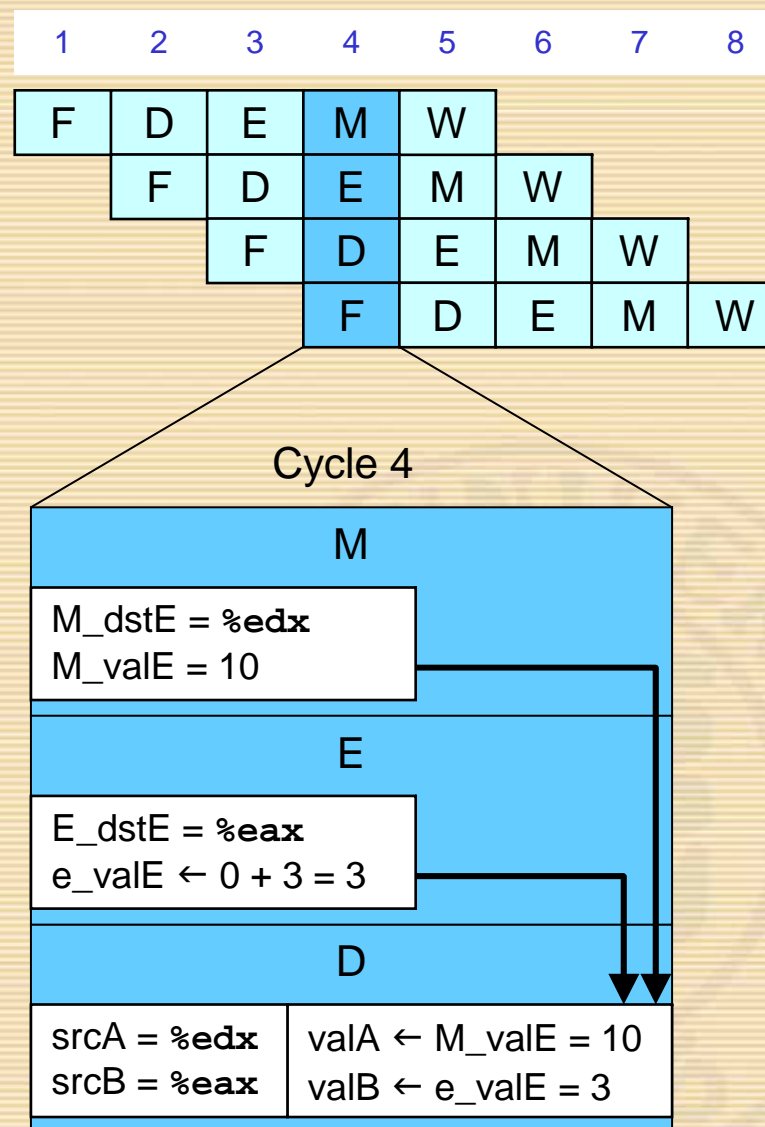 1 2 3 4 5 6 7 8
F D E M W
F D E M W
F D E M W
F D E M W
Cycle 4
M
M_dstE = %edx
M_valE = 10
E
E_dstE = %eax
e_valE ← 0 + 3 = 3
D
srcA = %edx valA ← M_valE = 10
srcB = %eax valB ← e_valE = 3